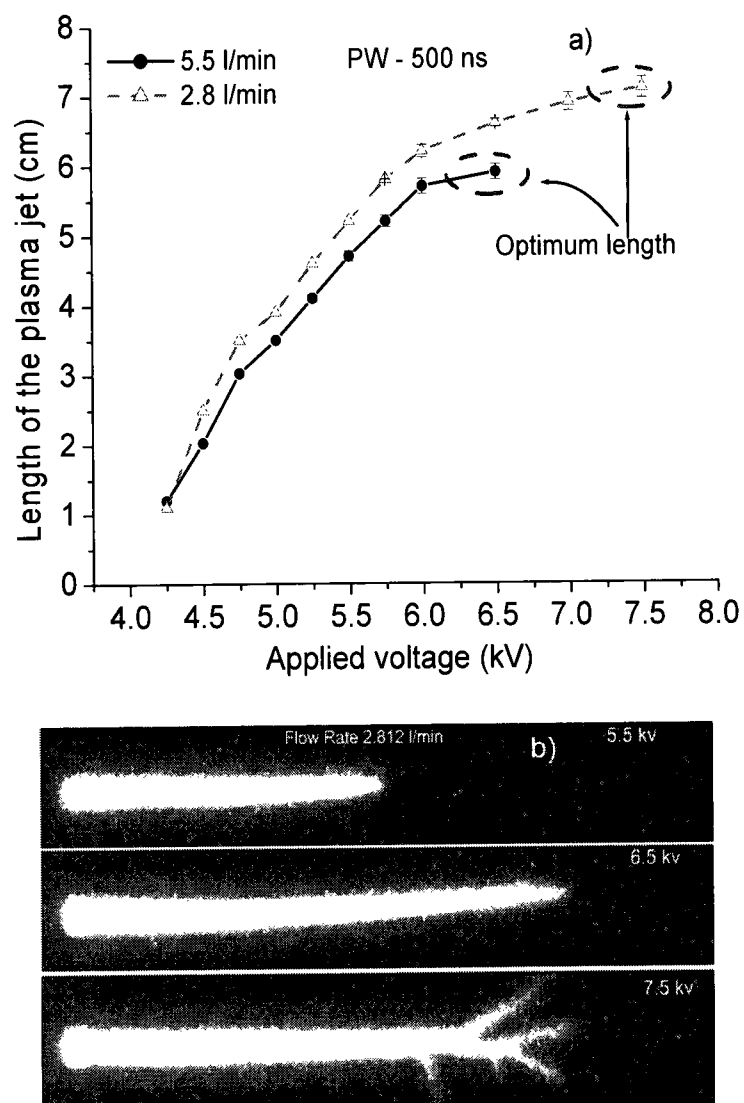 8
7
6
5
4
3
2
1
0
Length of the plasma jet (cm)
5.5 l/min
2.8 l/min
PW - 500 ns
a)
Optimum length
4.0 4.5 5.0 5.5 6.0 6.5 7.0 7.5 8.0
Applied voltage (kV)
Flow Rate 2.812 l/min
b)
5.5 kv
6.5 kv
7.5 kv